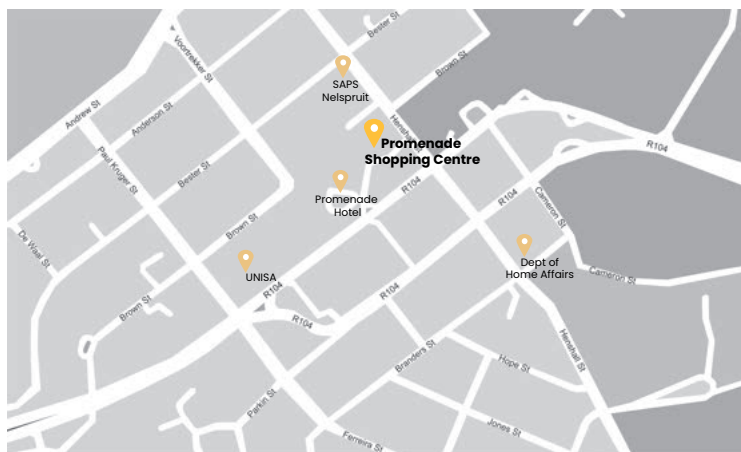 Bester St
Voortrekker St
SAPS
Nelspruit
Brown St
Andrew St
Anderson St
Henshall St
Promenade
Shopping Centre
R104
Paul Kruger St
Bester St
R104
Promenade
Hotel
R104
Cameron St
Brown St
De Waal St
Dept of
Home Affairs
UNISA
Cameron St
R104
R104
Brown St
R104
Henshall St
Branders St
Hope St
Parkin St
Jones St
Ferreira St